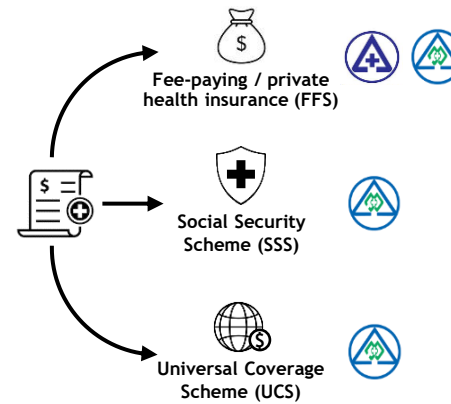 $
Fee-paying / private
health insurance (FFS)
$
Social Security
Scheme (SSS)
$
Universal Coverage
Scheme (UCS)